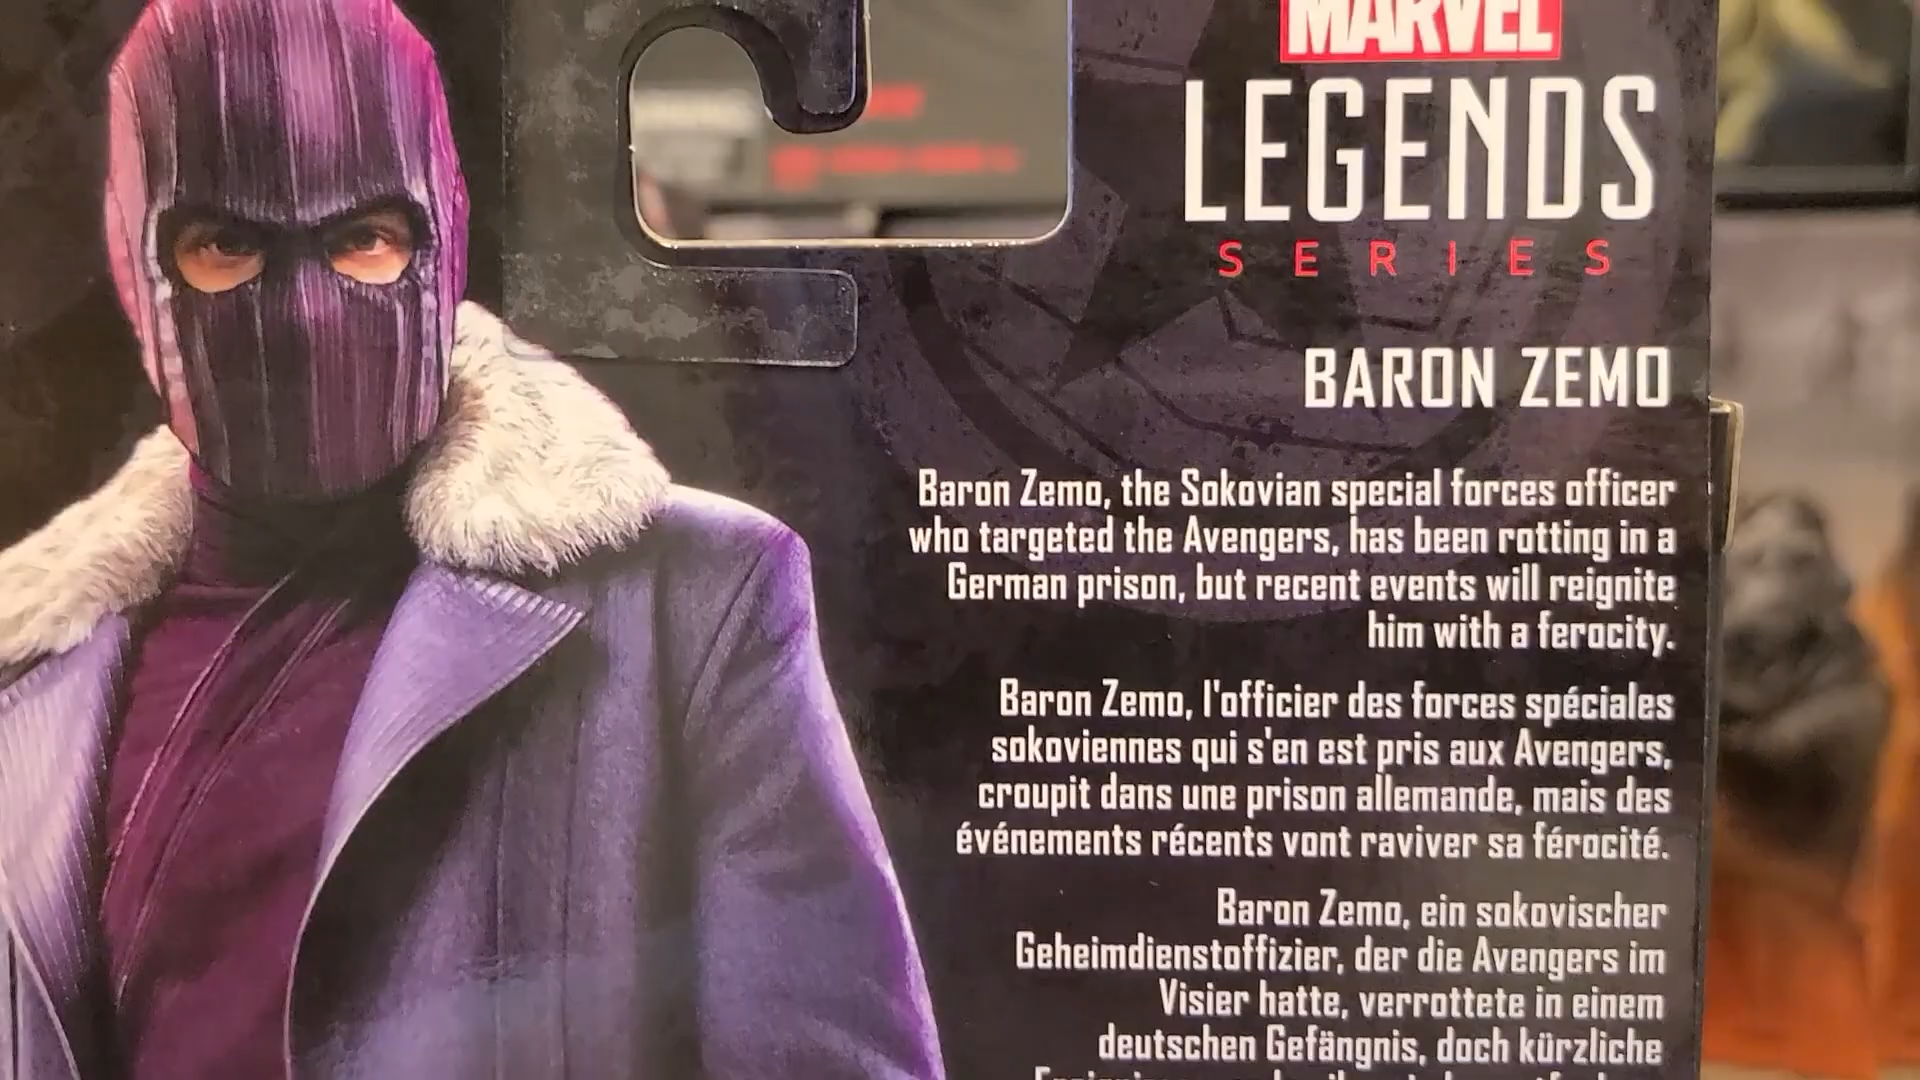 MARVEL
LEGENDS
SERIES
BARON ZEMO
Baron Zemo, the Sokovian special forces officer
who targeted the Avengers, has been rotting in a
German prison, but recent events will reignite
him with a ferocity.
Baron Zemo, l'officier des forces spéciales
sokoviennes qui s'en est pris aux Avengers,
croupit dans une prison allemande, mais des
événements récents vont raviver sa férocité.
Baron Zemo, ein sokovischer
Geheimdienstoffizier, der die Avengers im
Visier hatte, verrottete in einem
deutschen Gefängnis, doch kürzliche